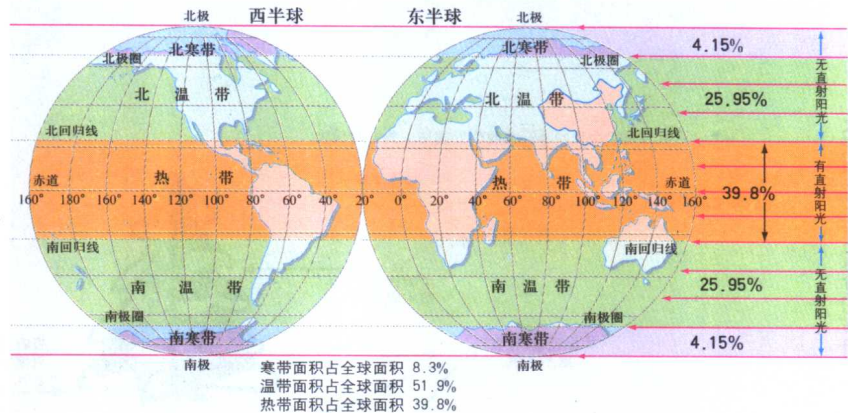 西半球
东半球
北极
北极
北寒带
北寒带
4.15%
北极圈
北极圈
北温带
北温带
25.95%
无直射阳光
北回归线
北回归线
热带
热带
39.8%
有直射阳光
赤道
赤道
160° 180° 160° 140° 120° 100° 80° 60° 40° 20° 0° 20° 40° 60° 80° 100° 120° 140° 160°
南回归线
南回归线
南温带
南温带
25.95%
无直射阳光
南极圈
南极圈
南寒带
南寒带
4.15%
南极
南极
寒带面积占全球面积 8.3%
温带面积占全球面积 51.9%
热带面积占全球面积 39.8%